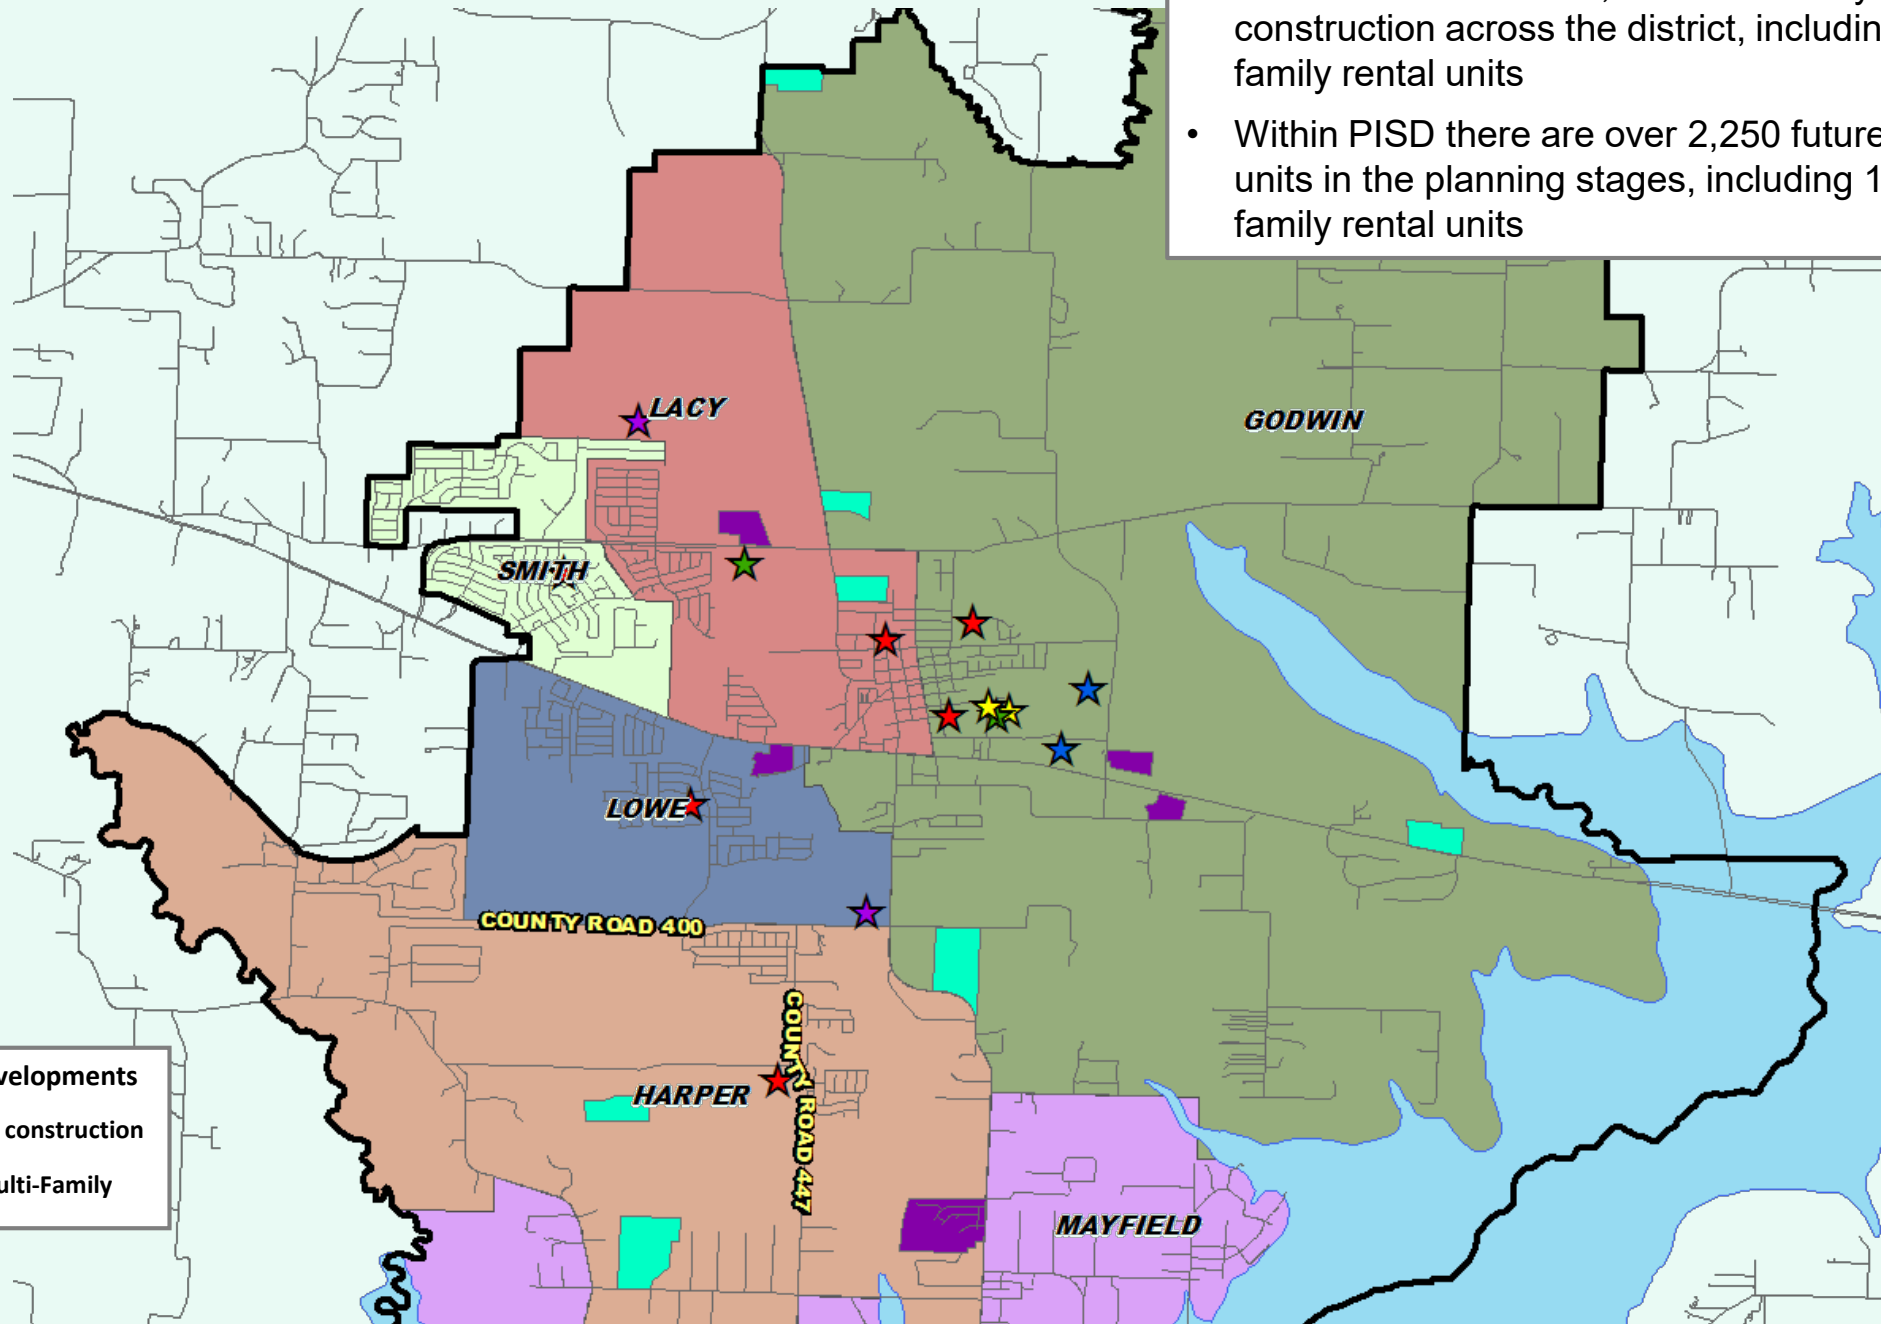 construction across the district, includin
family rental units
• Within PISD there are over 2,250 future
units in the planning stages, including 1
family rental units
LACY
GODWIN
SMITH
LOWE
COUNTY ROAD 400
COUNTY ROAD 447
HARPER
MAYFIELD
velopments
construction
ulti-Family